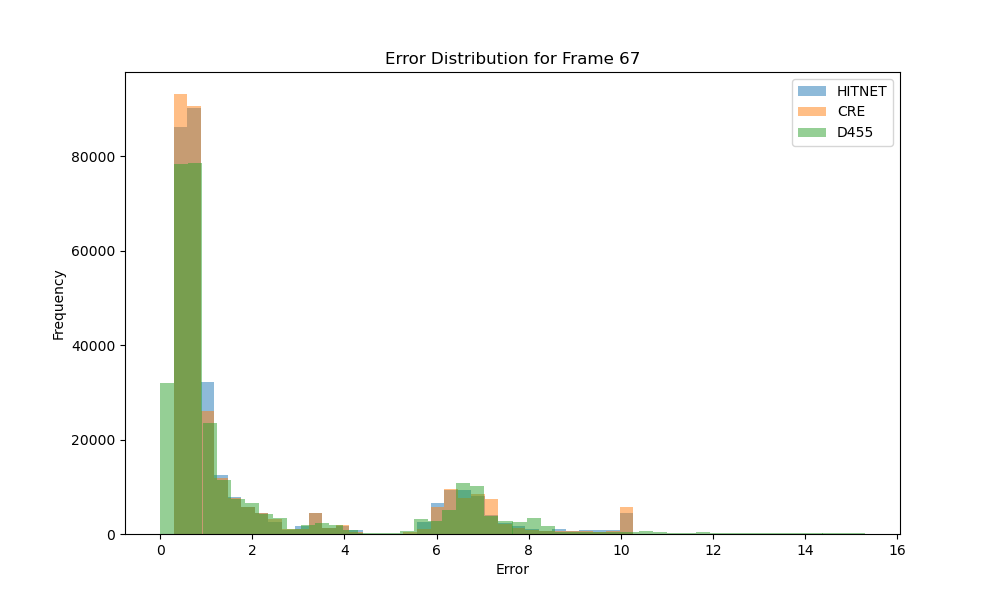 Error Distribution for Frame 67
HITNET
CRE
D455
80000
60000
40000
20000
0
Frequency
0 2 4 6 8 10 12 14 16
Error